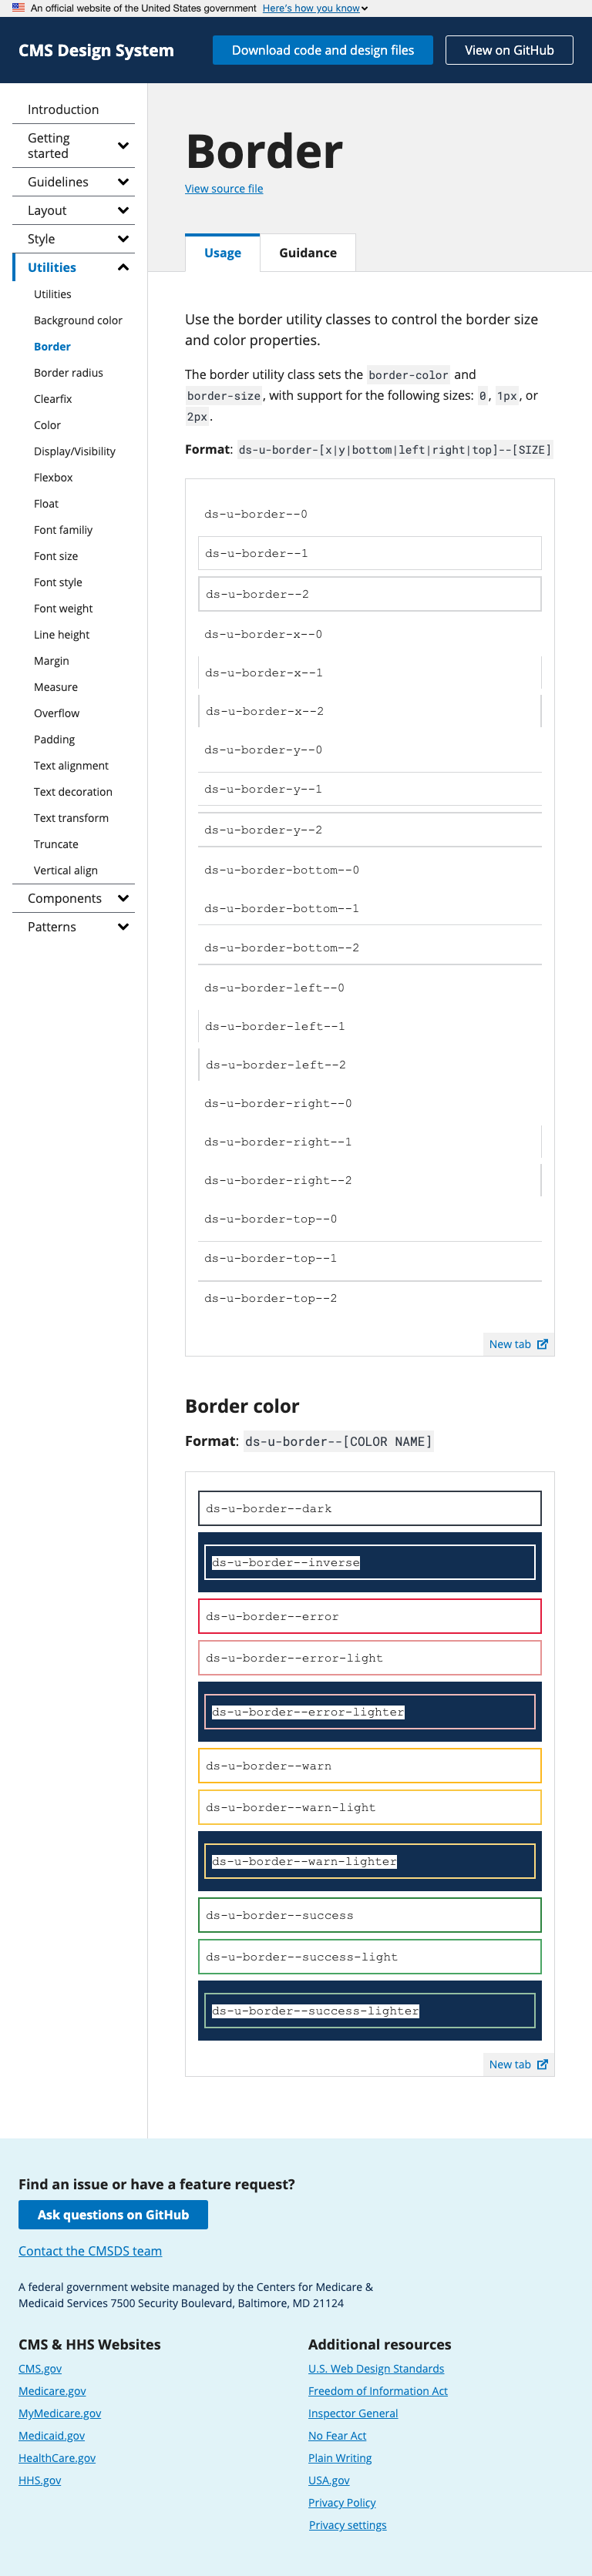 An official website of the United States government Here's how you know
CMS Design System
Download code and design files
View on GitHub
Introduction
Getting
started
Guidelines
Layout
Style
Utilities
Utilities
Background color
Border
Border radius
Clearfix
Color
Display/Visibility
Flexbox
Float
Font familiy
Font size
Font style
Font weight
Line height
Margin
Measure
Overflow
Padding
Text alignment
Text decoration
Text transform
Truncate
Vertical align
Components
Patterns
Border
View source file
Usage
Guidance
Use the border utility classes to control the border size
and color properties.
The border utility class sets the border-color and
border-size, with support for the following sizes: 0, 1px, or
2px.
Format: ds-u-border-[x|y|bottom|left|right|top]--[SIZE]
ds-u-border--0
ds-u-border--1
ds-u-border--2
ds-u-border-x--0
ds-u-border-x--1
ds-u-border-x--2
ds-u-border-y--0
ds-u-border-y--1
ds-u-border-y--2
ds-u-border-bottom--0
ds-u-border-bottom--1
ds-u-border-bottom--2
ds-u-border-left--0
ds-u-border-left--1
ds-u-border-left--2
ds-u-border-right--0
ds-u-border-right--1
ds-u-border-right--2
ds-u-border-top--0
ds-u-border-top--1
ds-u-border-top--2
New tab
Border color
Format: ds-u-border--[COLOR NAME]
ds-u-border--dark
ds-u-border--inverse
ds-u-border--error
ds-u-border--error-light
ds-u-border--error-lighter
ds-u-border--warn
ds-u-border--warn-light
ds-u-border--warn-lighter
ds-u-border--success
ds-u-border--success-light
ds-u-border--success-lighter
New tab
Find an issue or have a feature request?
Ask questions on GitHub
Contact the CMSDS team
A federal government website managed by the Centers for Medicare &
Medicaid Services 7500 Security Boulevard, Baltimore, MD 21124
CMS & HHS Websites
CMS.gov
Medicare.gov
MyMedicare.gov
Medicaid.gov
HealthCare.gov
HHS.gov
Additional resources
U.S. Web Design Standards
Freedom of Information Act
Inspector General
No Fear Act
Plain Writing
USA.gov
Privacy Policy
Privacy settings